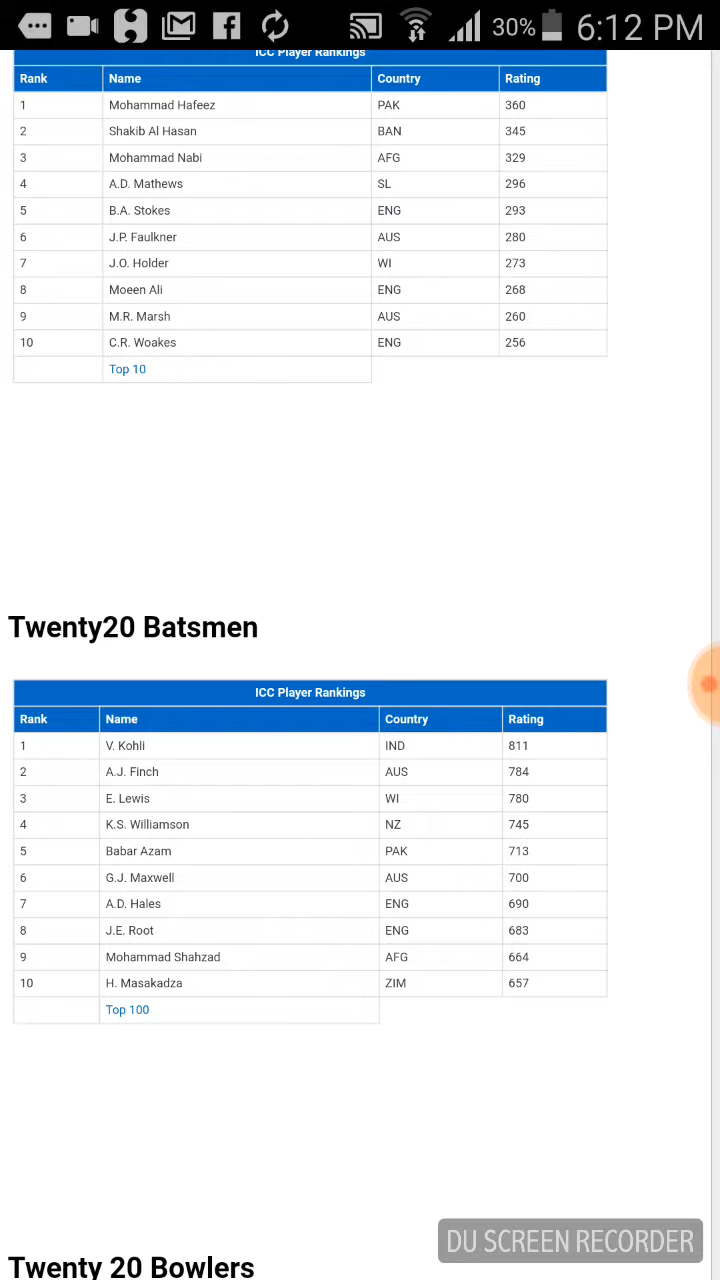 30% 6:12 PM
ICC Player Rankings
Rank Name Country Rating
1 Mohammad Hafeez PAK 360
2 Shakib Al Hasan BAN 345
3 Mohammad Nabi AFG 329
4 A.D. Mathews SL 296
5 B.A. Stokes ENG 293
6 J.P. Faulkner AUS 280
7 J.O. Holder WI 273
8 Moeen Ali ENG 268
9 M.R. Marsh AUS 260
10 C.R. Woakes ENG 256
Top 10
Twenty20 Batsmen
ICC Player Rankings
Rank Name Country Rating
1 V. Kohli IND 811
2 A.J. Finch AUS 784
3 E. Lewis WI 780
4 K.S. Williamson NZ 745
5 Babar Azam PAK 713
6 G.J. Maxwell AUS 700
7 A.D. Hales ENG 690
8 J.E. Root ENG 683
9 Mohammad Shahzad AFG 664
10 H. Masakadza ZIM 657
Top 100
DU SCREEN RECORDER
Twenty 20 Bowlers